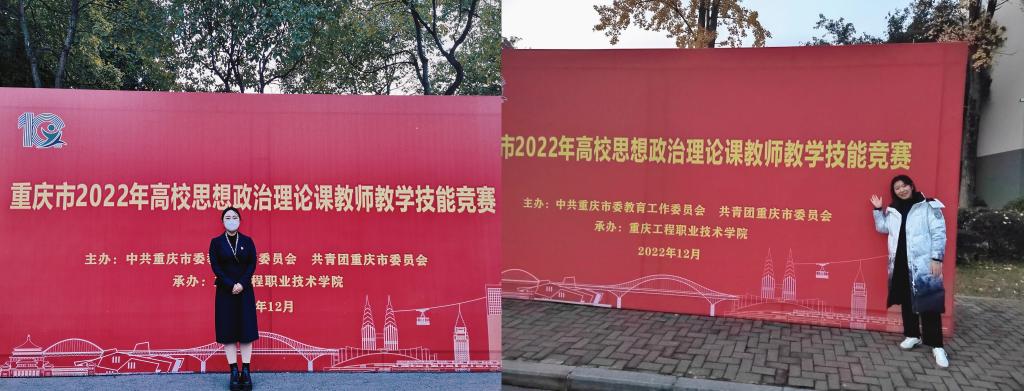 重庆市2022年高校思想政治理论课教师教学技能竞赛
主办：中共重庆市委教 委员会 共青团重庆市委员会
承办： 程职业技术学院
年12月
市2022年高校思想政治理论课教师教学技能竞赛
主办：中共重庆市委教育工作委员会 共青团重庆市委员会
承办：重庆工程职业技术学院
2022年12月